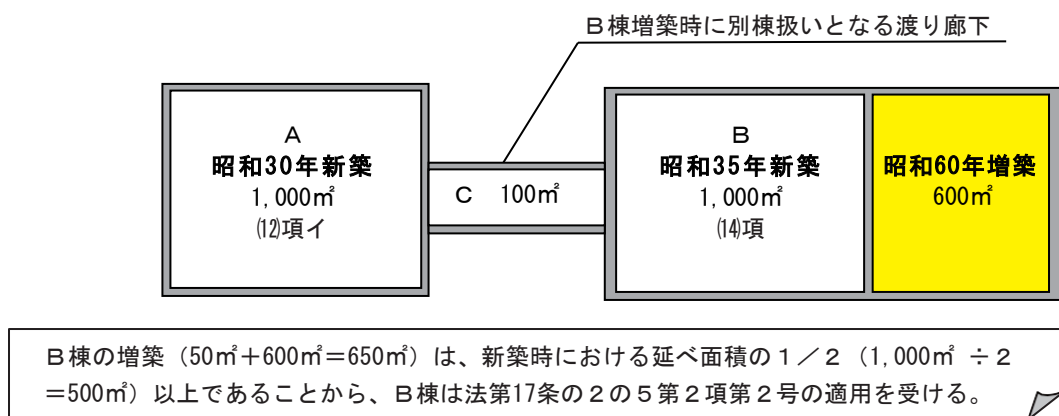 B棟増築時に別棟扱いとなる渡り廊下
A
昭和30年新築
1,000㎡
⑿項イ
C 100㎡
B
昭和35年新築
1,000㎡
⒁項
昭和60年増築
600㎡
B棟の増築（50㎡＋600㎡＝650㎡）は、新築時における延べ面積の１／２（1,000㎡ ÷２
＝500㎡）以上であることから、B棟は法第17条の２の５第２項第２号の適用を受ける。